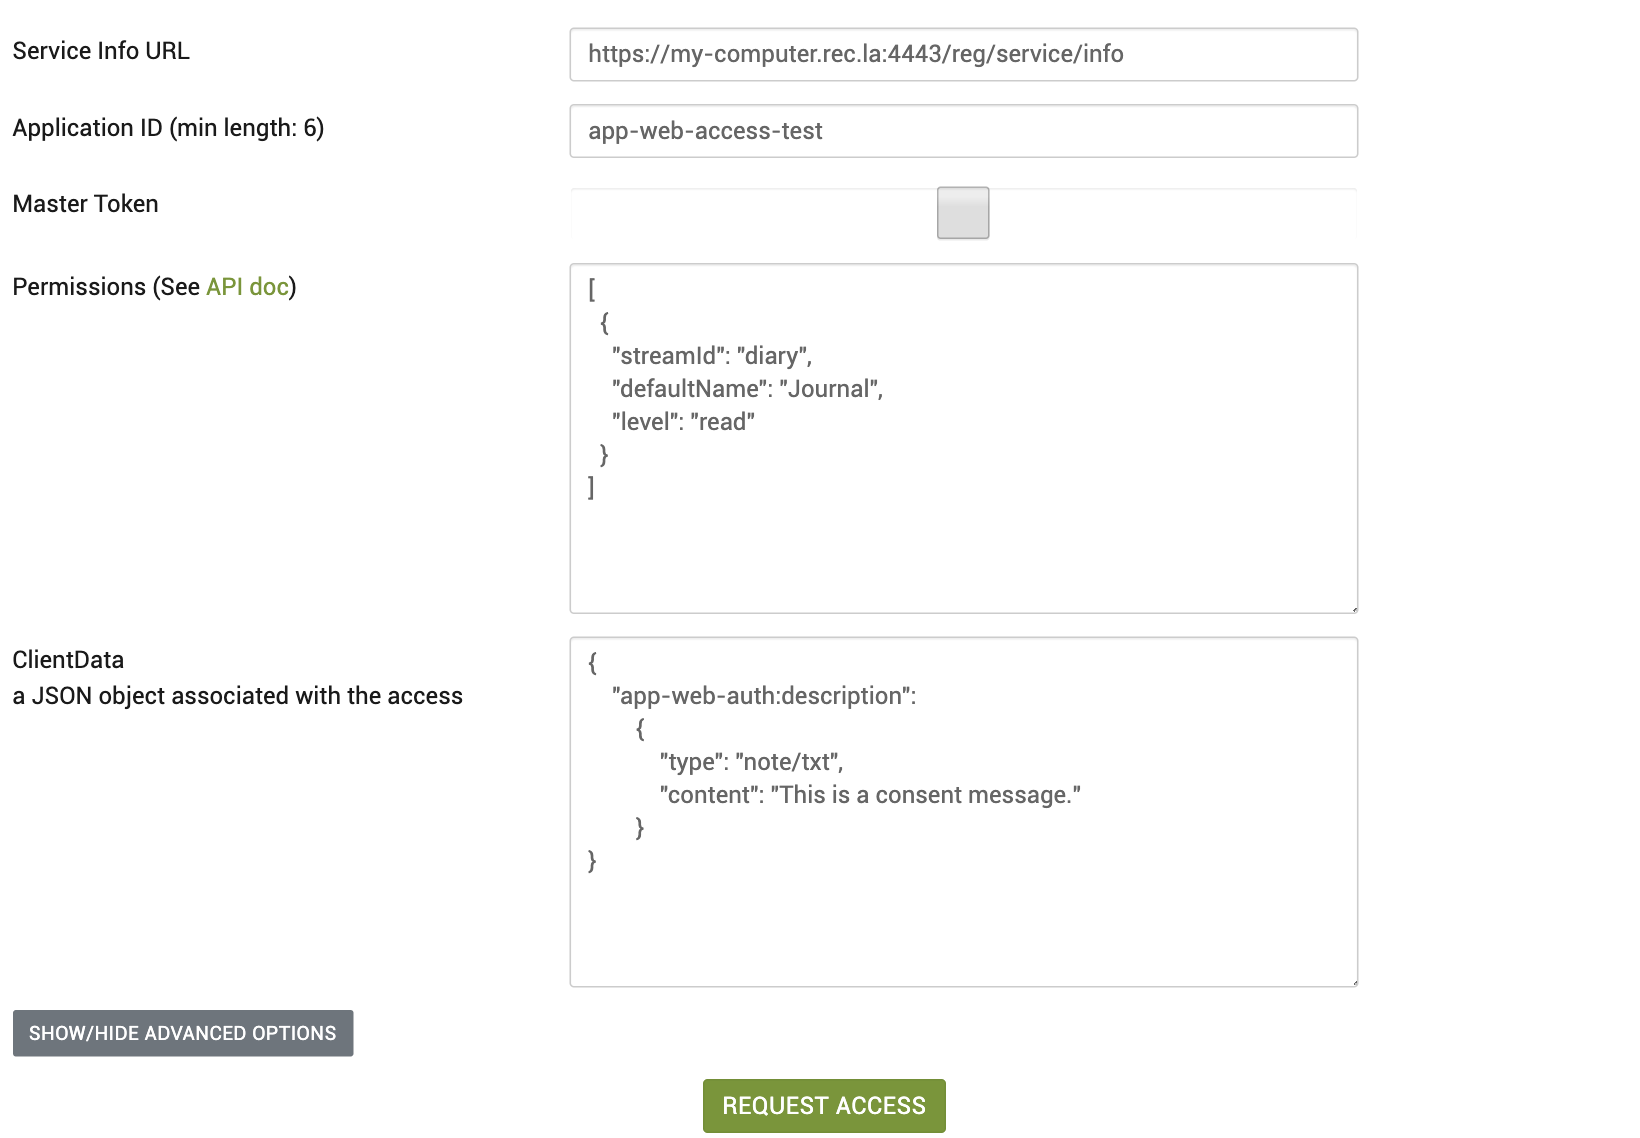 Service Info URL
https://my-computer.rec.la:4443/reg/service/info
Application ID (min length: 6)
app-web-access-test
Master Token
Permissions (See API doc)
[
  {
    "streamId": "diary",
    "defaultName": "Journal",
    "level": "read"
  }
]
ClientData
a JSON object associated with the access
{
    "app-web-auth:description":
        {
            "type": "note/txt",
            "content": "This is a consent message."
        }
}
SHOW/HIDE ADVANCED OPTIONS
REQUEST ACCESS